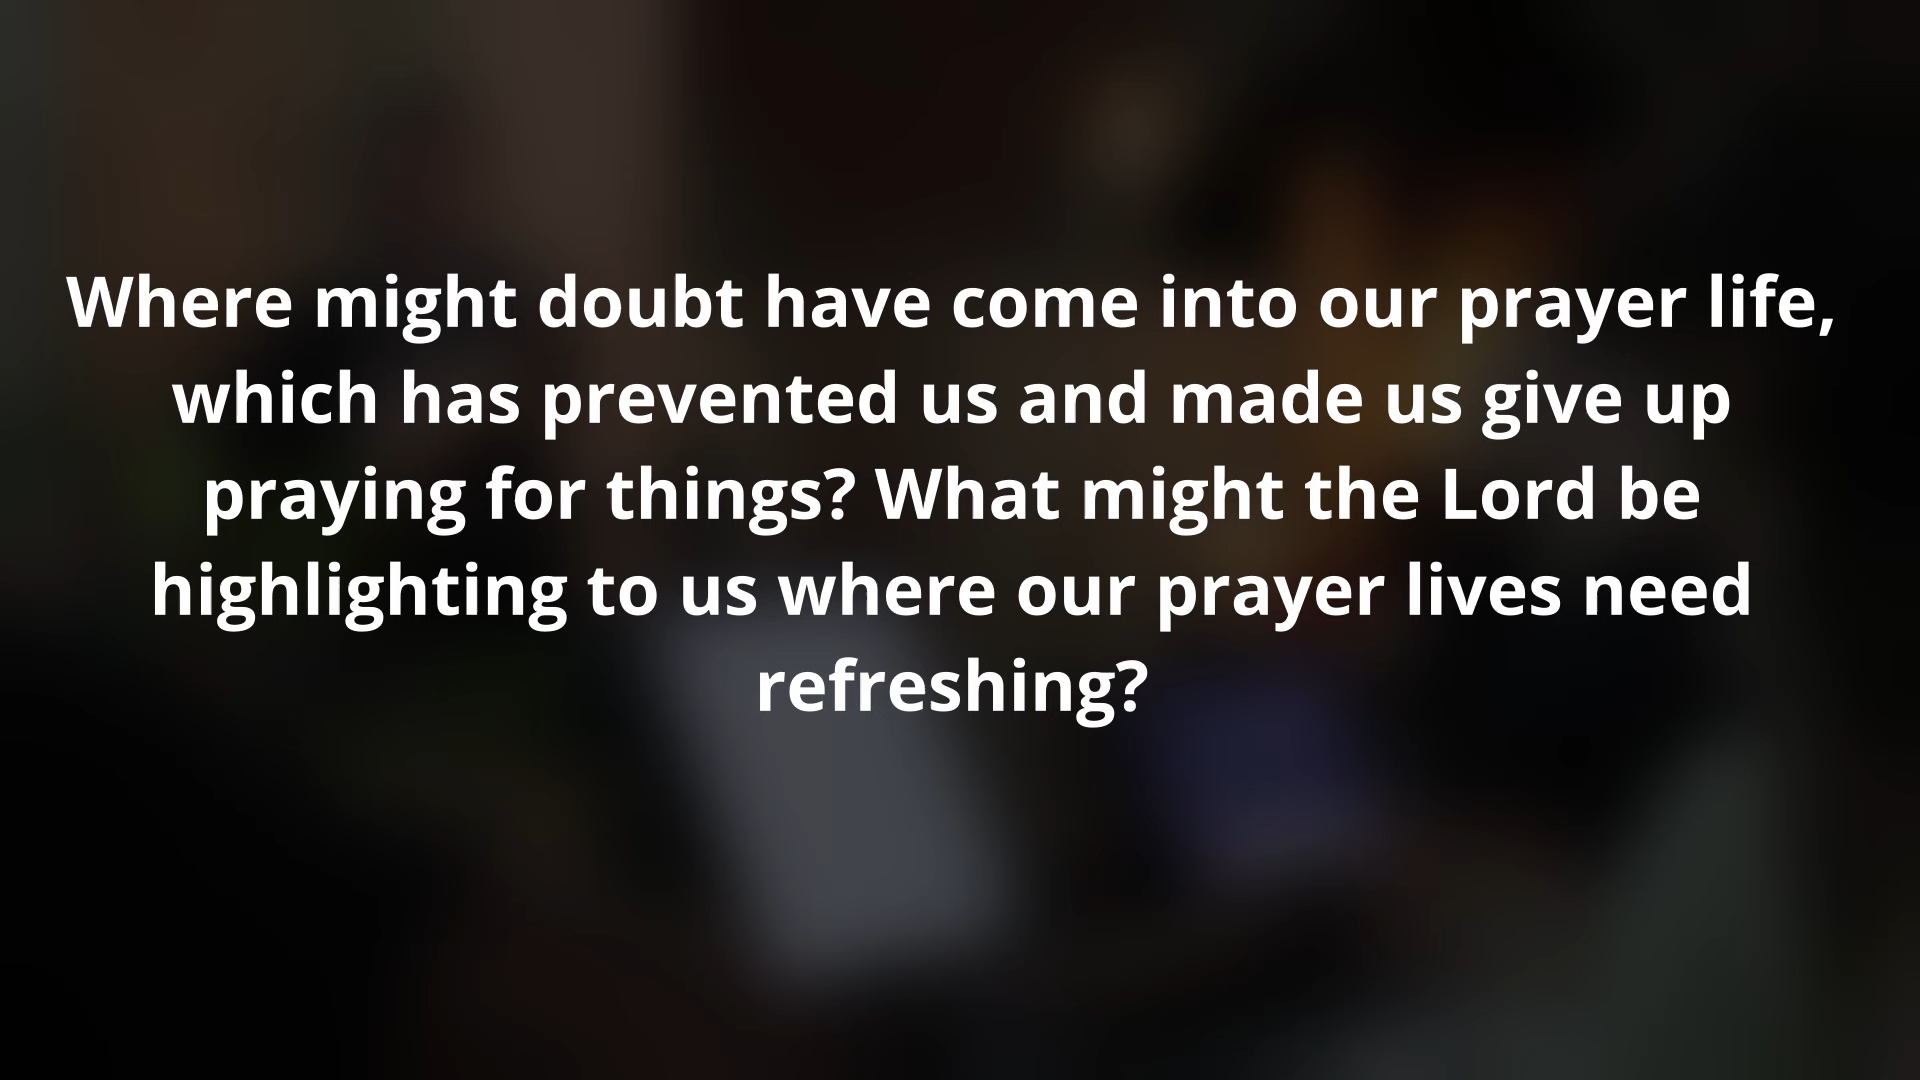 Where might doubt have come into our prayer life,
which has prevented us and made us give up
praying for things? What might the Lord be
highlighting to us where our prayer lives need
refreshing?